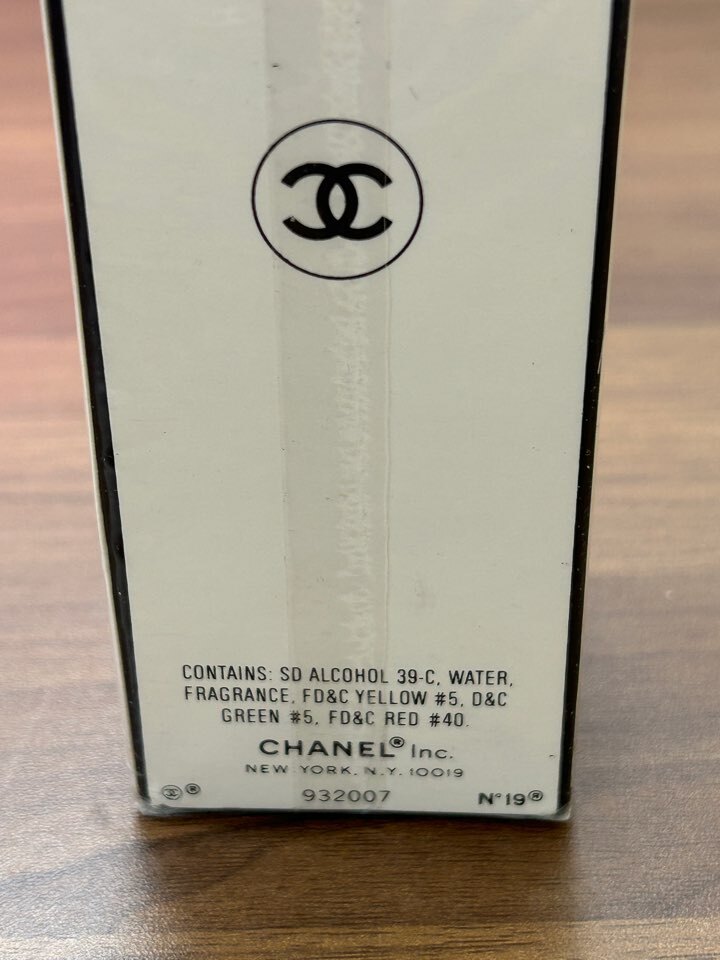 CONTAINS: SD ALCOHOL 39-C, WATER,
FRAGRANCE, FD&C YELLOW #5, D&C
GREEN #5, FD&C RED #40.
CHANEL® Inc.
NEW YORK, N.Y. 10019
® 932007 N°19®